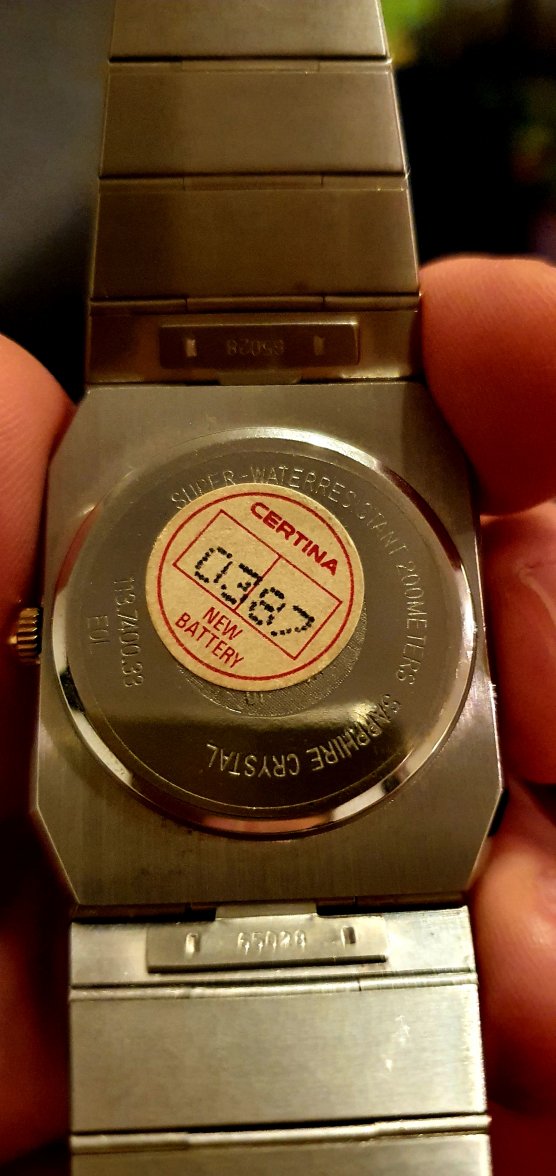 65028
SUPER-WATERRESISTANT 200METERS SAPPHIRE CRYSTAL
CERTINA
0387
NEW
BATTERY
113.7400.33
EOL
65028